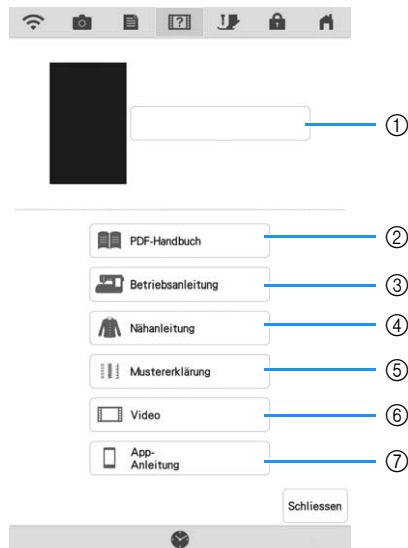 ?
①
PDF-Handbuch ②
Betriebsanleitung ③
Nähanleitung ④
Mustererklärung ⑤
Video ⑥
App-
Anleitung ⑦
Schliessen